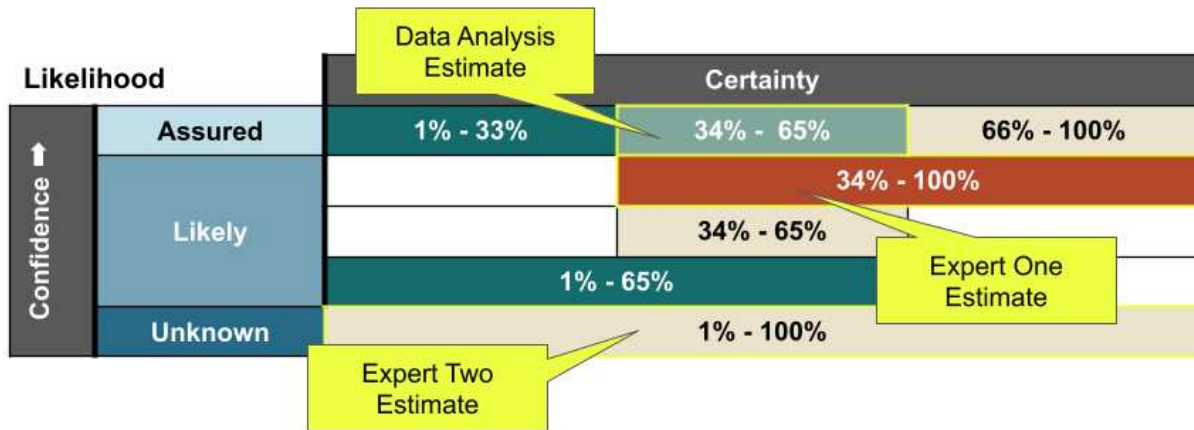 Data Analysis
Estimate
Likelihood
Certainty
Confidence ➡
Assured
1% - 33%
34% - 65%
66% - 100%
Likely
34% - 100%
34% - 65%
1% - 65%
Expert One
Estimate
Unknown
1% - 100%
Expert Two
Estimate